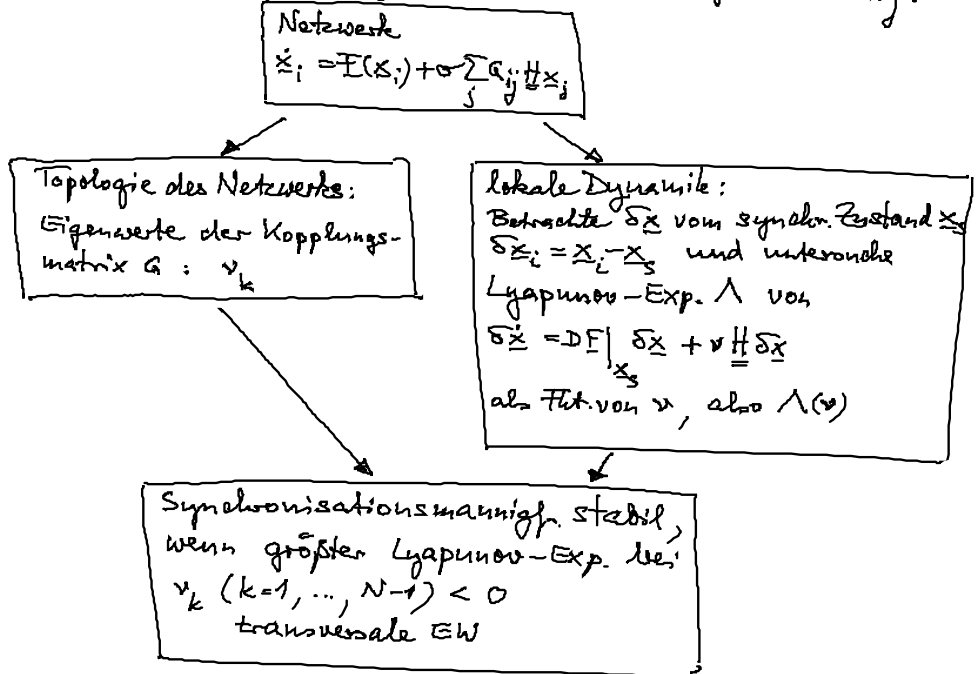 Netzwerk
ẋ_i = F(x_i) + σ ∑_j G_ij H x_j
Topologie des Netzwerks:
Eigenwerte der Kopplungs-
matrix G : ν_k
lokale Dynamik:
Betrachte δx vom synchr. Zustand x_s
δx_i = x_i - x_s und untersuche
Lyapunov-Exp. Λ von
δẋ = DF|_{x_s} δx + ν H δx
als Fkt. von ν, also Λ(ν)
Synchronisationsmannigf. stabil,
wenn größter Lyapunov-Exp. bei
ν_k (k=1, ..., N-1) < 0
transversale EW